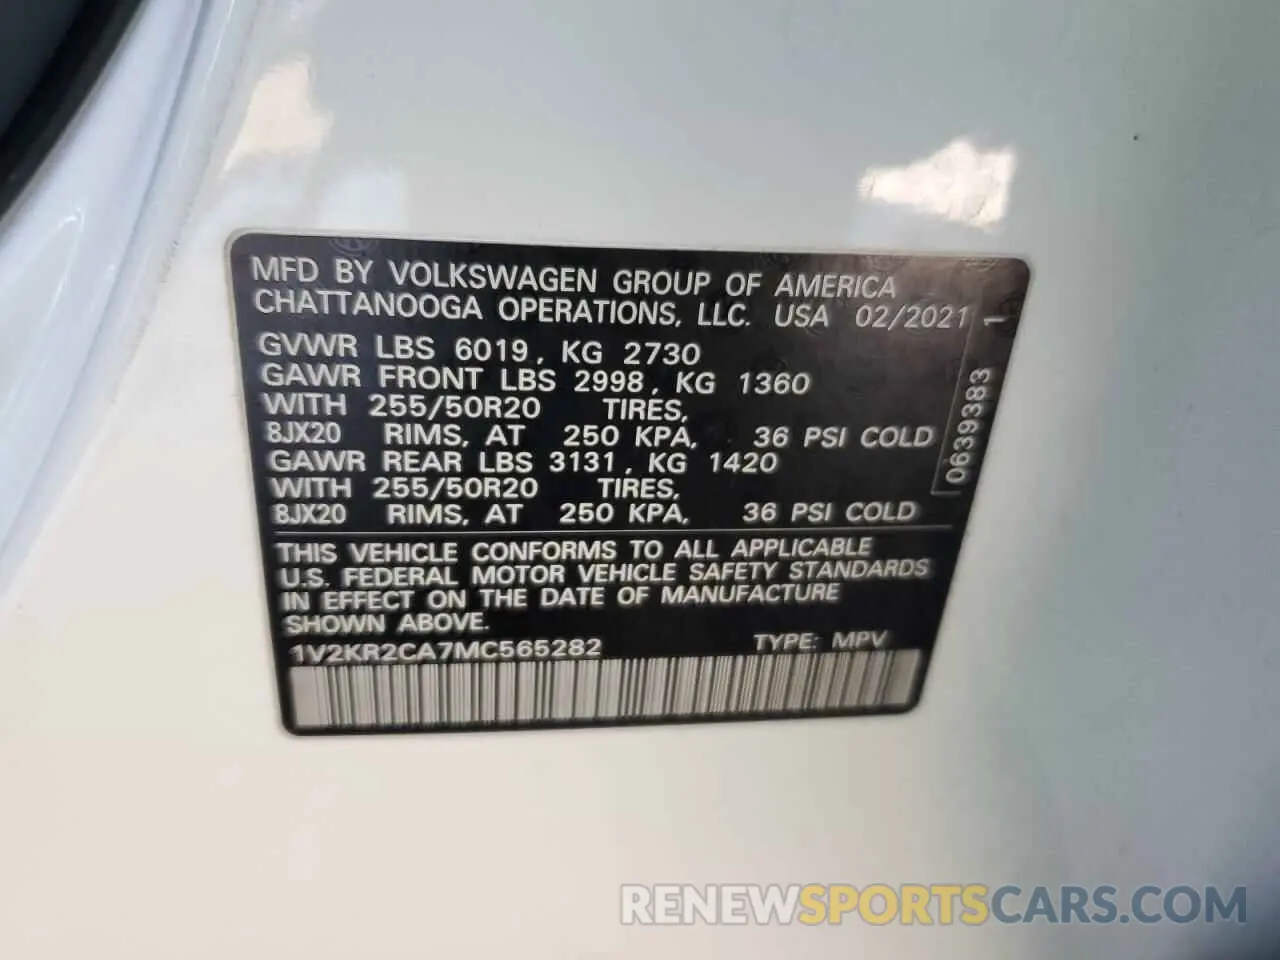 MFD BY VOLKSWAGEN GROUP OF AMERICA
CHATTANOOGA OPERATIONS, LLC. USA 02/2021
GVWR LBS 6019, KG 2730
GAWR FRONT LBS 2998, KG 1360
WITH 255/50R20 TIRES,
8JX20 RIMS, AT 250 KPA, 36 PSI COLD
GAWR REAR LBS 3131, KG 1420
WITH 255/50R20 TIRES,
8JX20 RIMS, AT 250 KPA, 36 PSI COLD
0639383 1
THIS VEHICLE CONFORMS TO ALL APPLICABLE
U.S. FEDERAL MOTOR VEHICLE SAFETY STANDARDS
IN EFFECT ON THE DATE OF MANUFACTURE
SHOWN ABOVE.
1V2KR2CA7MC565282 TYPE: MPV
RENEWSPORTSCARS.COM